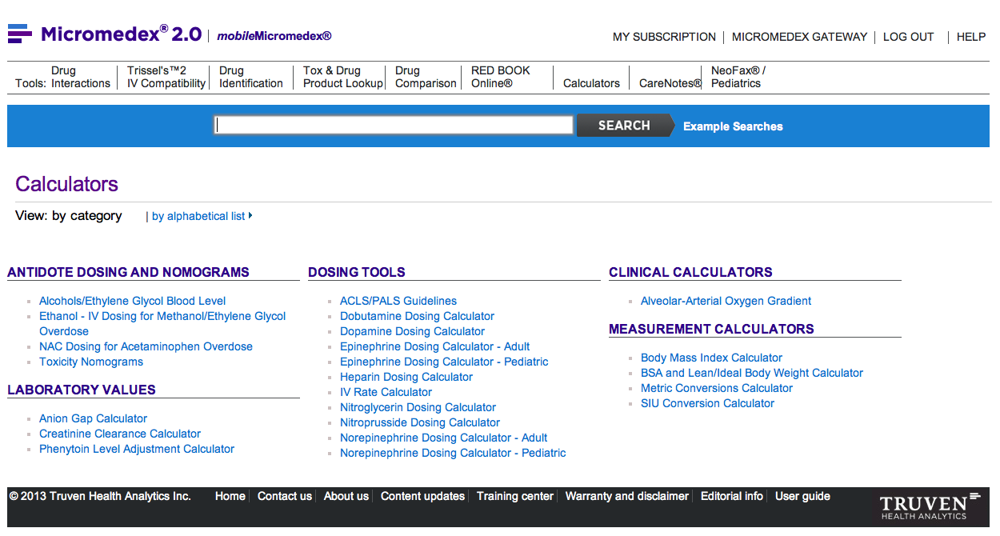 Micromedex® 2.0 | mobileMicromedex®
MY SUBSCRIPTION | MICROMEDEX GATEWAY | LOG OUT | HELP
Tools: Drug Interactions
Trissel's™2 IV Compatibility
Drug Identification
Tox & Drug Product Lookup
Drug Comparison
RED BOOK Online®
Calculators
CareNotes®
NeoFax® / Pediatrics
SEARCH
Example Searches
Calculators
View: by category | by alphabetical list
ANTIDOTE DOSING AND NOMOGRAMS
Alcohols/Ethylene Glycol Blood Level
Ethanol - IV Dosing for Methanol/Ethylene Glycol
Overdose
NAC Dosing for Acetaminophen Overdose
Toxicity Nomograms
LABORATORY VALUES
Anion Gap Calculator
Creatinine Clearance Calculator
Phenytoin Level Adjustment Calculator
DOSING TOOLS
ACLS/PALS Guidelines
Dobutamine Dosing Calculator
Dopamine Dosing Calculator
Epinephrine Dosing Calculator - Adult
Epinephrine Dosing Calculator - Pediatric
Heparin Dosing Calculator
IV Rate Calculator
Nitroglycerin Dosing Calculator
Nitroprusside Dosing Calculator
Norepinephrine Dosing Calculator - Adult
Norepinephrine Dosing Calculator - Pediatric
CLINICAL CALCULATORS
Alveolar-Arterial Oxygen Gradient
MEASUREMENT CALCULATORS
Body Mass Index Calculator
BSA and Lean/Ideal Body Weight Calculator
Metric Conversions Calculator
SIU Conversion Calculator
© 2013 Truven Health Analytics Inc. Home | Contact us | About us | Content updates | Training center | Warranty and disclaimer | Editorial info | User guide
TRUVEN
HEALTH ANALYTICS